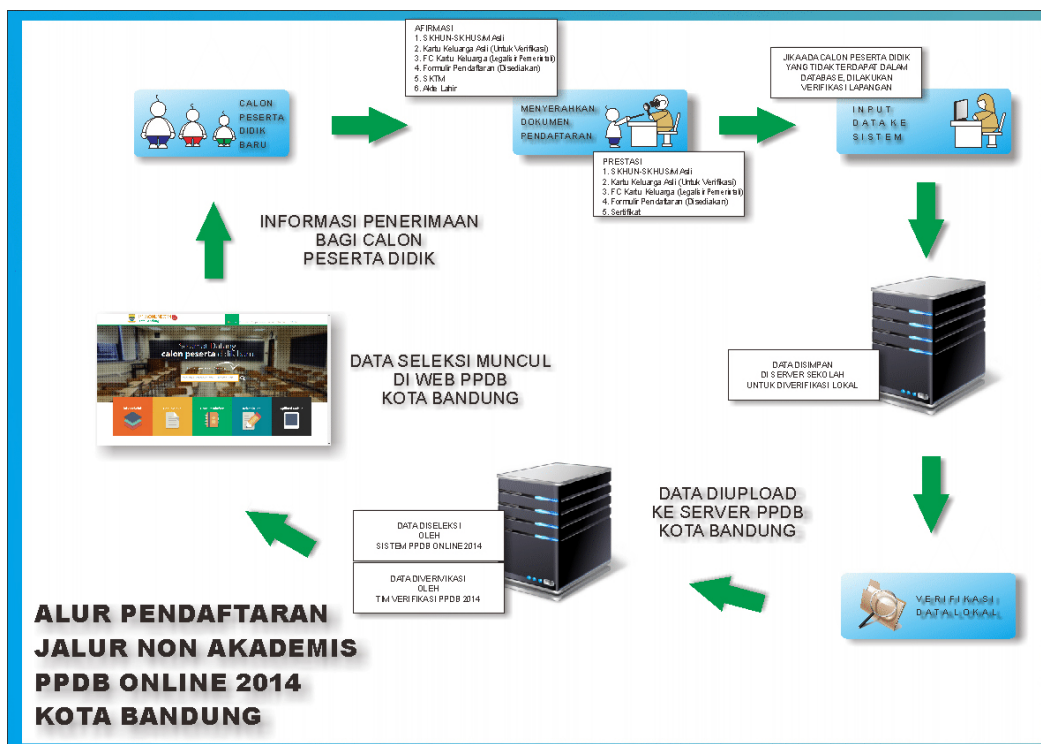 AFIRMASI
1. SKHUN-SKHUS/M Asli
2. Kartu Keluarga Asli (Untuk Verifikasi)
3. FC Kartu Keluarga (Legalisir Pemerintah)
4. Formulir Pendaftaran (Disediakan)
5. SKTM
6. Akte Lahir
CALON
PESERTA
DIDIK
BARU
MENYERAHKAN
DOKUMEN
PENDAFTARAN
JIKA ADA CALON PESERTA DIDIK
YANG TIDAK TERDAPAT DALAM
DATABASE, DILAKUKAN
VERIFIKASI LAPANGAN
INPUT
DATA KE
SISTEM
PRESTASI
1. SKHUN-SKHUS/M Asli
2. Kartu Keluarga Asli (Untuk Verifikasi)
3. FC Kartu Keluarga (Legalisir Pemerintah)
4. Formulir Pendaftaran (Disediakan)
5. Sertifikat
INFORMASI PENERIMAAN
BAGI CALON
PESERTA DIDIK
Selamat Datang
calon peserta didik baru
DATA SELEKSI MUNCUL
DI WEB PPDB
KOTA BANDUNG
DATA DISIMPAN
DI SERVER SEKOLAH
UNTUK DIVERIFIKASI LOKAL
DATA DIUPLOAD
KE SERVER PPDB
KOTA BANDUNG
DATA DISELEKSI
OLEH
SISTEM PPDB ONLINE 2014
DATA DIVERIVIKASI
OLEH
TIM VERIFIKASI PPDB 2014
VERIFIKASI
DATA LOKAL
ALUR PENDAFTARAN
JALUR NON AKADEMIS
PPDB ONLINE 2014
KOTA BANDUNG